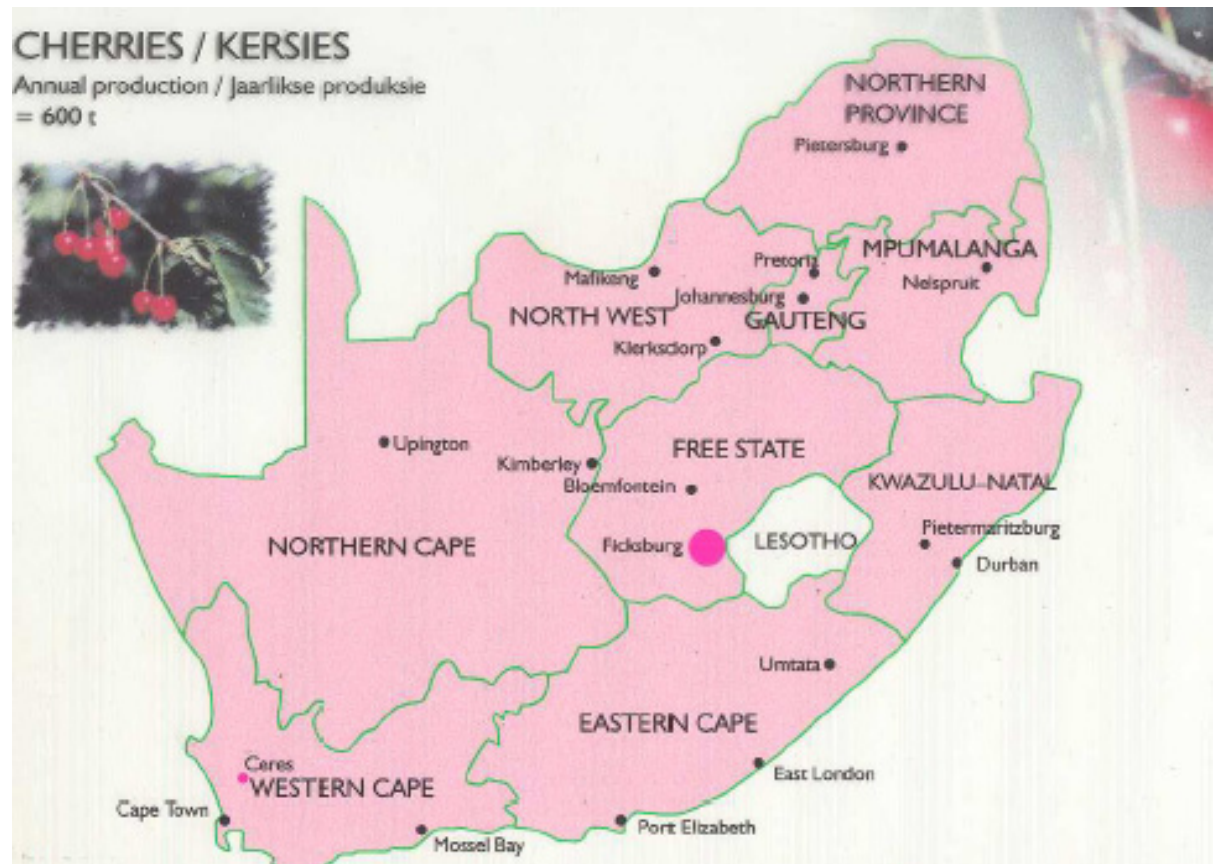 CHERRIES / KERSIES
Annual production / Jaarlikse produksie
= 600 t
NORTHERN
PROVINCE
Pietersburg
MPUMALANGA
Nelspruit
Pretoria
Mafikeng
Johannesburg
NORTH WEST
GAUTENG
Klerksdorp
Upington
FREE STATE
Kimberley
Bloemfontein
KWAZULU-NATAL
Pietermaritzburg
NORTHERN CAPE
Ficksburg
LESOTHO
Durban
Umtata
EASTERN CAPE
Ceres
East London
WESTERN CAPE
Cape Town
Port Elizabeth
Mossel Bay